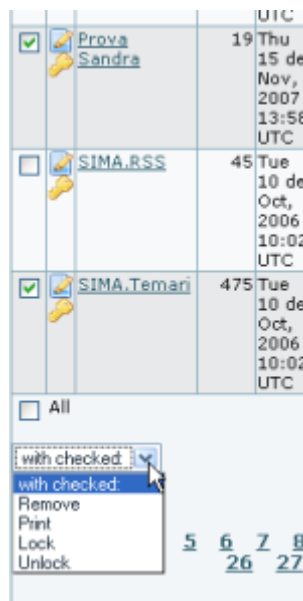 UTC
Prova 19 Thu
Sandra 15 de
Nov,
2007
13:58
UTC
SIMA.RSS 45 Tue
10 de
Oct,
2006
10:02
UTC
SIMA.Temari 475 Tue
10 de
Oct,
2006
10:02
UTC
All
with checked:
with checked:
Remove
Print
Lock
Unlock
5 6 7 8
26 27